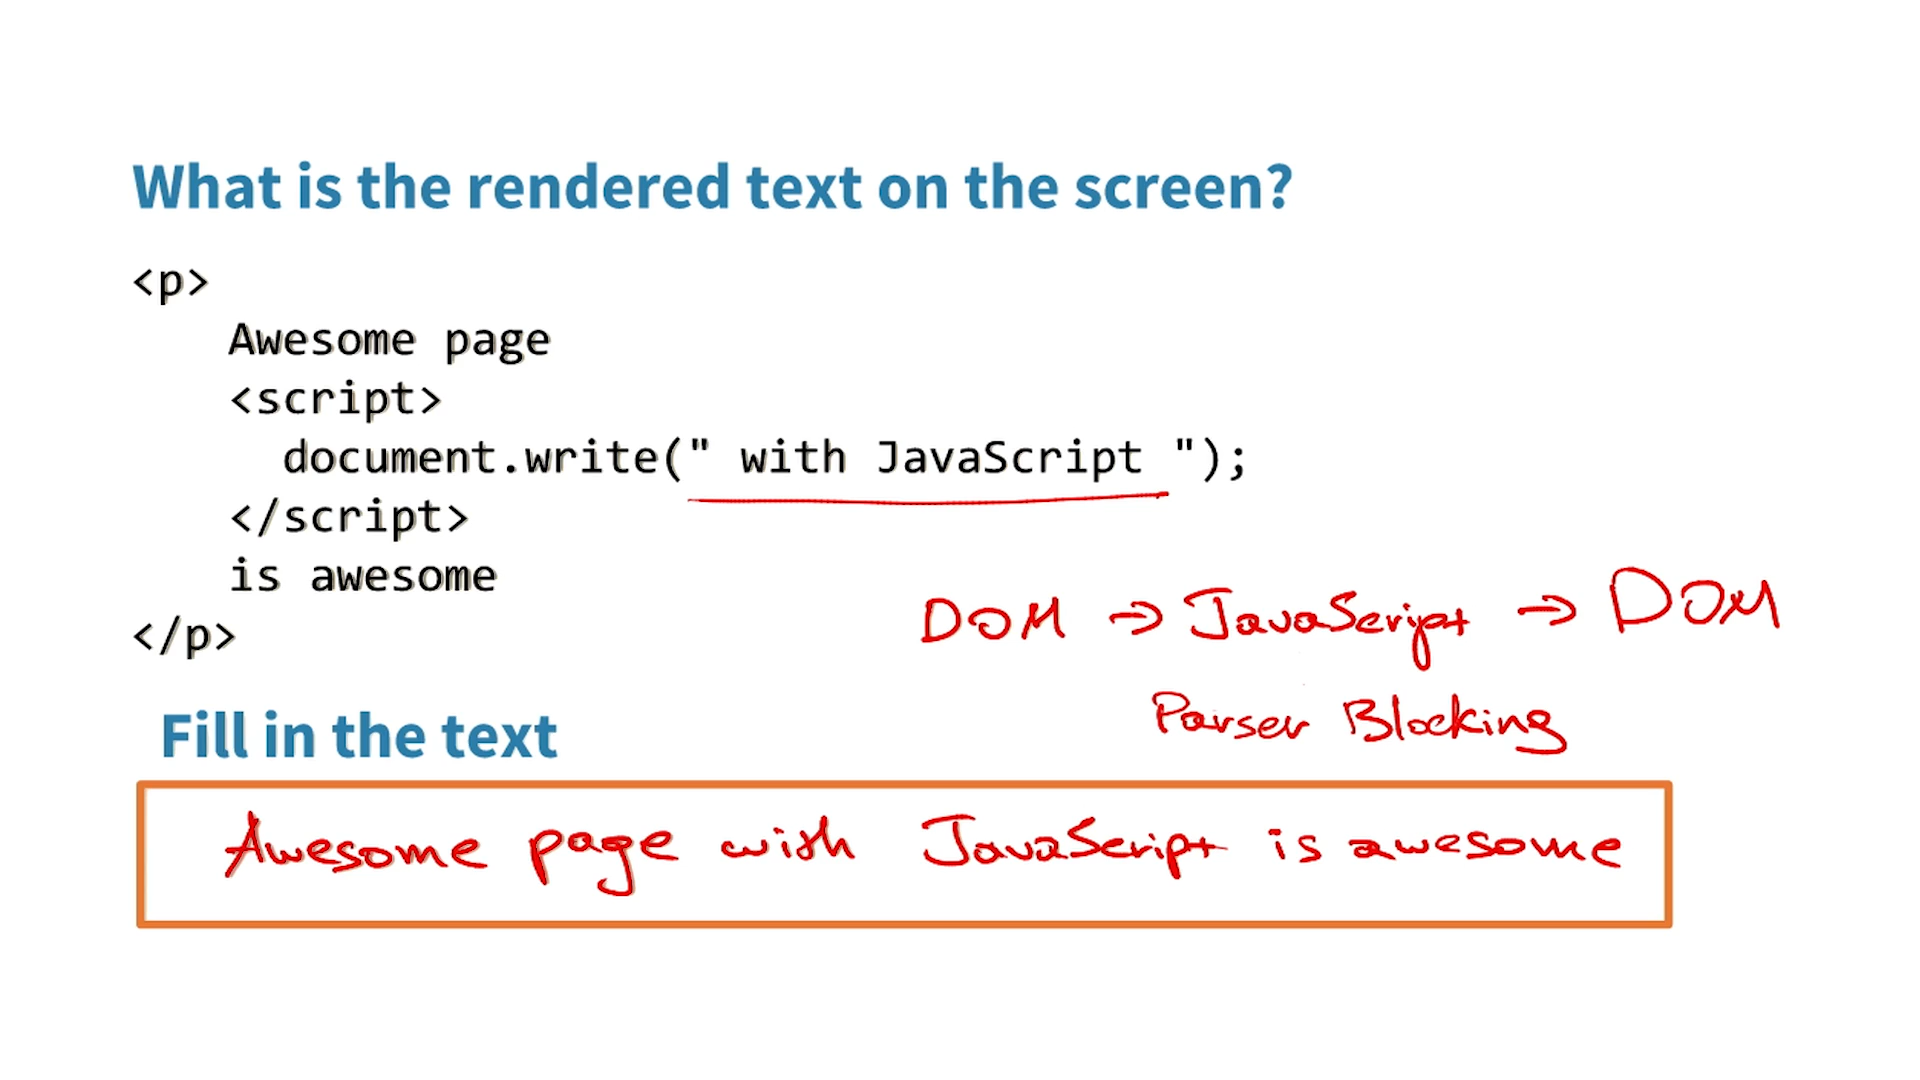 What is the rendered text on the screen?
<p>
Awesome page
<script>
document.write(" with JavaScript ");
</script>
is awesome
</p>
DOM → JavaScript → DOM
Parser Blocking
Fill in the text
Awesome page with JavaScript is awesome